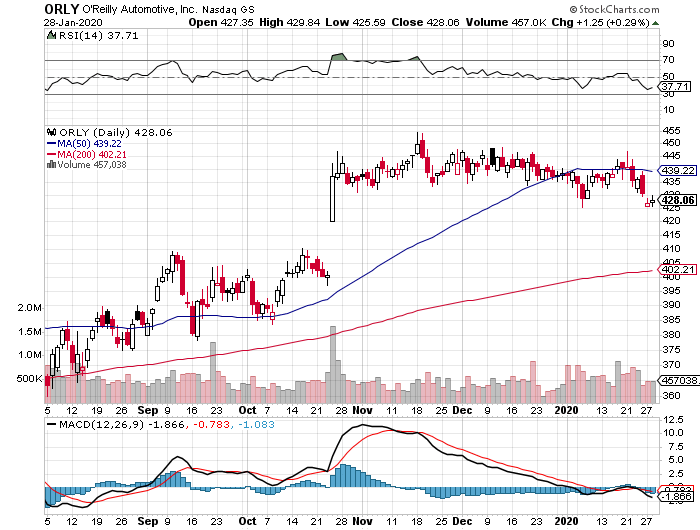 ORLY O'Reilly Automotive, Inc. Nasdaq GS © StockCharts.com
28-Jan-2020 Open 427.35 High 429.84 Low 425.59 Close 428.06 Volume 457.0K Chg +1.25 (+0.29%)
RSI(14) 37.71
90
70
50
37.71
30
10
ORLY (Daily) 428.06
MA(50) 439.22
MA(200) 402.21
Volume 457,038
455
450
445
439.22
435
428.06
425
420
415
410
405
402.21
400
395
390
385
380
375
370
365
457038
360
2.0M
1.5M
1.0M
500K
5 12 19 26 Sep 9 16 23 Oct 7 14 21 28 Nov 11 18 25 Dec 9 16 23 2020 13 21 27
MACD(12,26,9) -1.866, -0.783, -1.083
12.5
10.0
7.5
5.0
2.5
0.0
-0.783
-1.866
5 12 19 26 Sep 9 16 23 Oct 7 14 21 28 Nov 11 18 25 Dec 9 16 23 2020 13 21 27